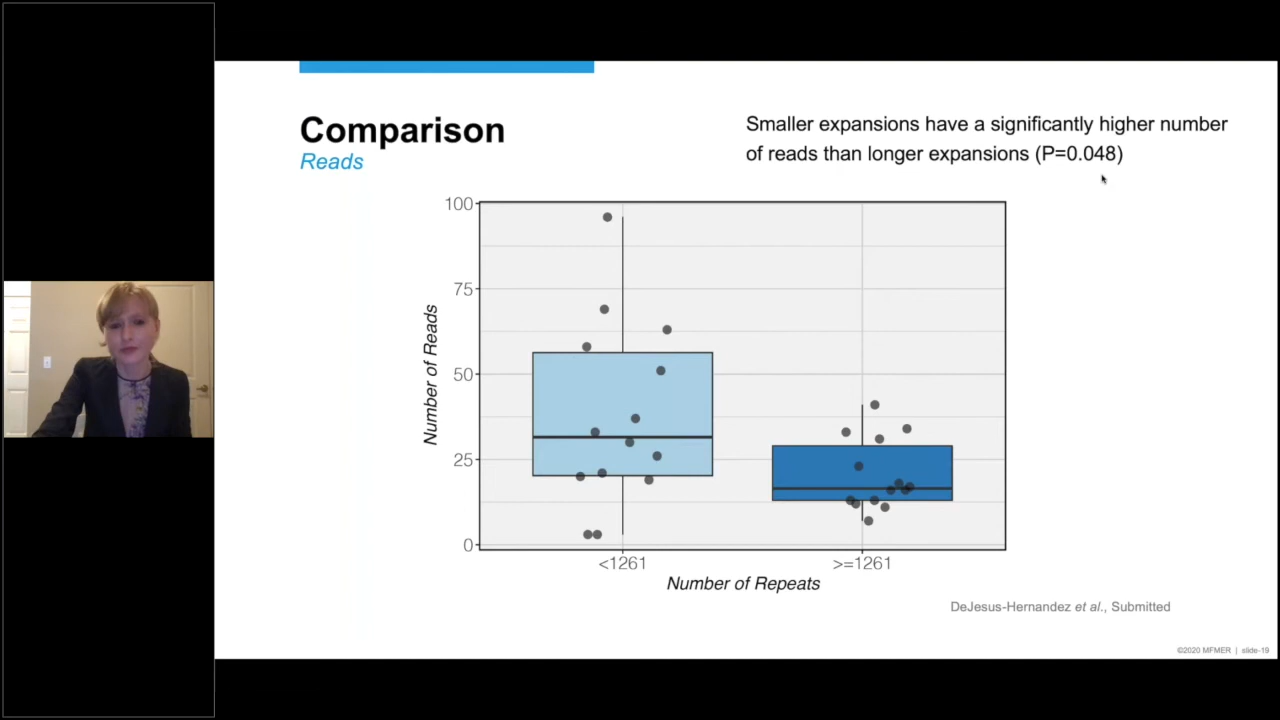 Comparison
Reads
Smaller expansions have a significantly higher number
of reads than longer expansions (P=0.048)
100
75
50
25
0
Number of Reads
<1261
>=1261
Number of Repeats
DeJesus-Hernandez et al., Submitted
©2020 MFMER | slide-19